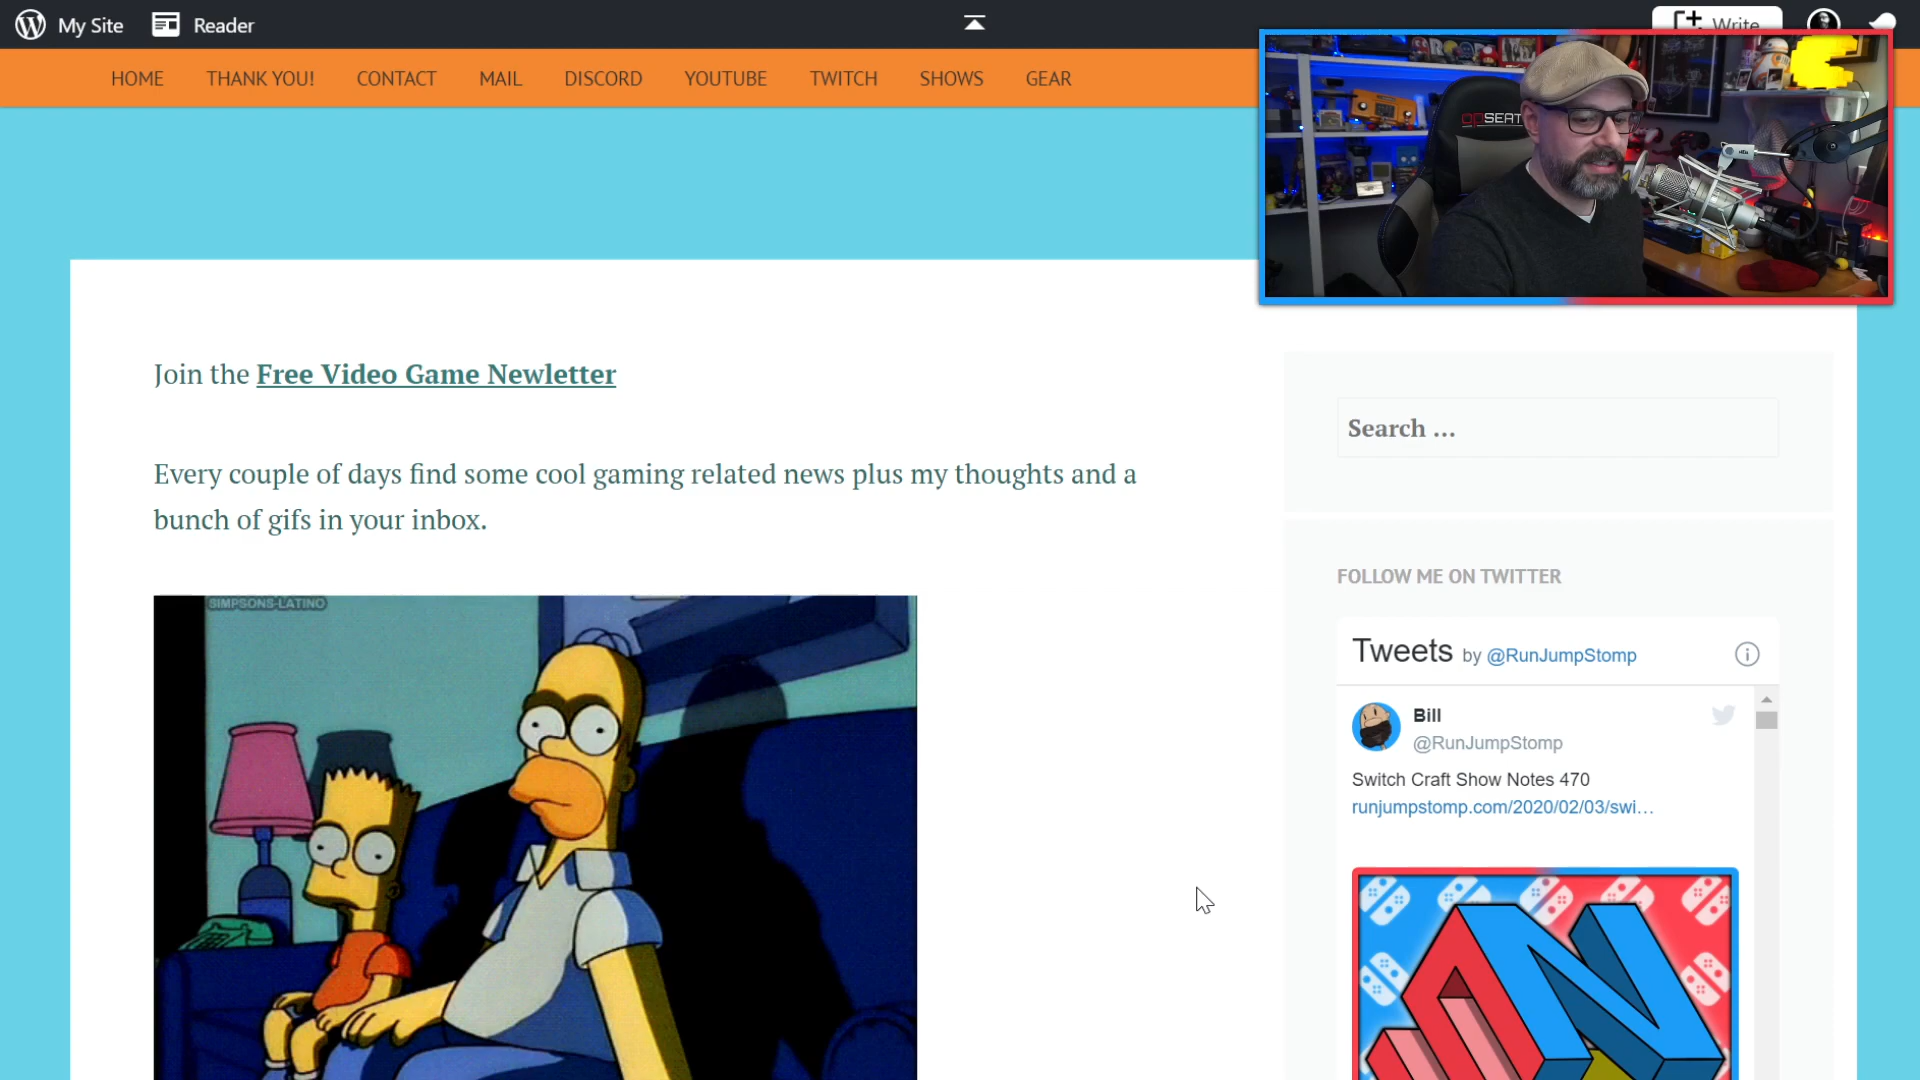 My Site
Reader
Write
HOME
THANK YOU!
CONTACT
MAIL
DISCORD
YOUTUBE
TWITCH
SHOWS
GEAR
OPSEAT
Join the Free Video Game Newletter
Every couple of days find some cool gaming related news plus my thoughts and a
bunch of gifs in your inbox.
SIMPSONS-LATINO
Search ...
FOLLOW ME ON TWITTER
Tweets by @RunJumpStomp
Bill
@RunJumpStomp
Switch Craft Show Notes 470
runjumpstomp.com/2020/02/03/swi…